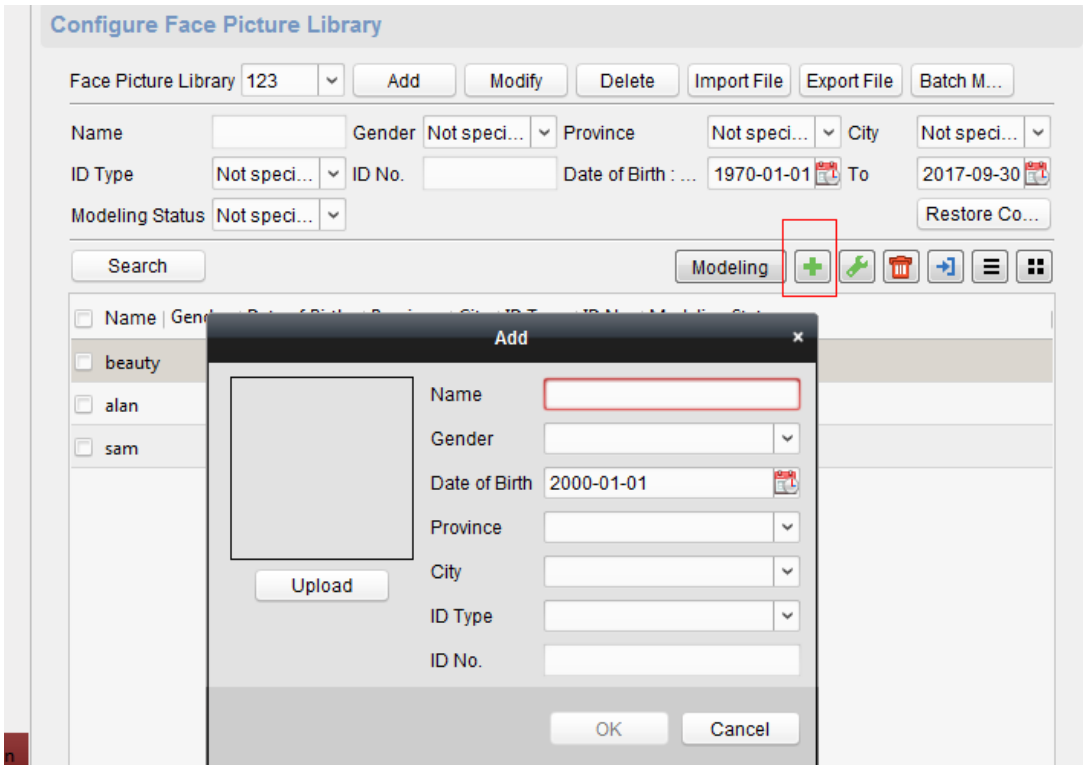 Configure Face Picture Library
Face Picture Library 123 Add Modify Delete Import File Export File Batch M...
Name Gender Not speci... Province Not speci... City Not speci...
ID Type Not speci... ID No. Date of Birth : ... 1970-01-01 To 2017-09-30
Modeling Status Not speci... Restore Co...
Search Modeling
Name Gend
beauty
alan
sam
Add
Name
Gender
Date of Birth 2000-01-01
Province
Upload
City
ID Type
ID No.
OK Cancel
n